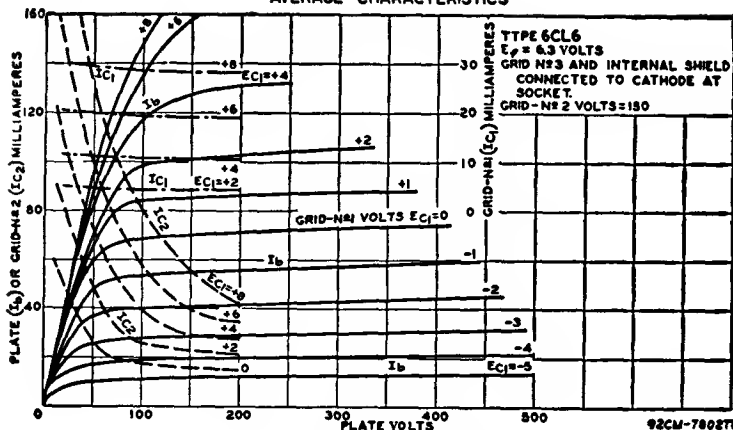 AVERAGE CHARACTERISTICS
TYPE 6CL6
Ef = 6.3 VOLTS
GRID Nº3 AND INTERNAL SHIELD
CONNECTED TO CATHODE AT
SOCKET.
GRID-Nº2 VOLTS = 150
PLATE (Ib) OR GRID-Nº2 (IC2) MILLIAMPERES
160
120
80
40
0
GRID-Nº1 (IC1) MILLIAMPERES
30
20
10
0
+8
+6
IC1
+8
EC1=+4
Ib
+6
+2
+4
IC1
EC1=+2
+1
IC2
GRID-Nº1 VOLTS EC1=0
Ib
-1
EC1=+8
-2
+6
IC2
+4
-3
+2
-4
0
Ib
EC1=-5
100
200
300
400
500
PLATE VOLTS
92CM-7802T1